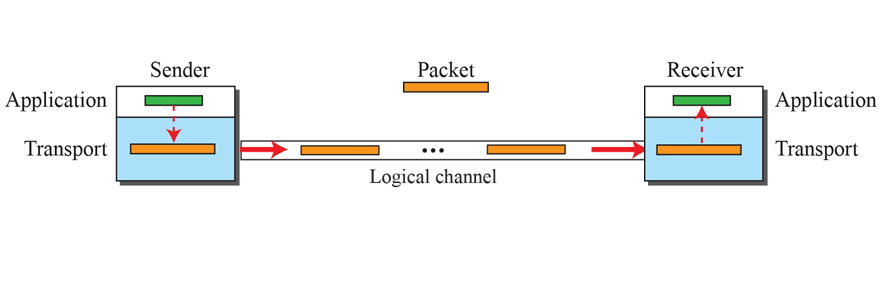 Sender
Packet
Receiver
Application
Application
Transport
Transport
Logical channel